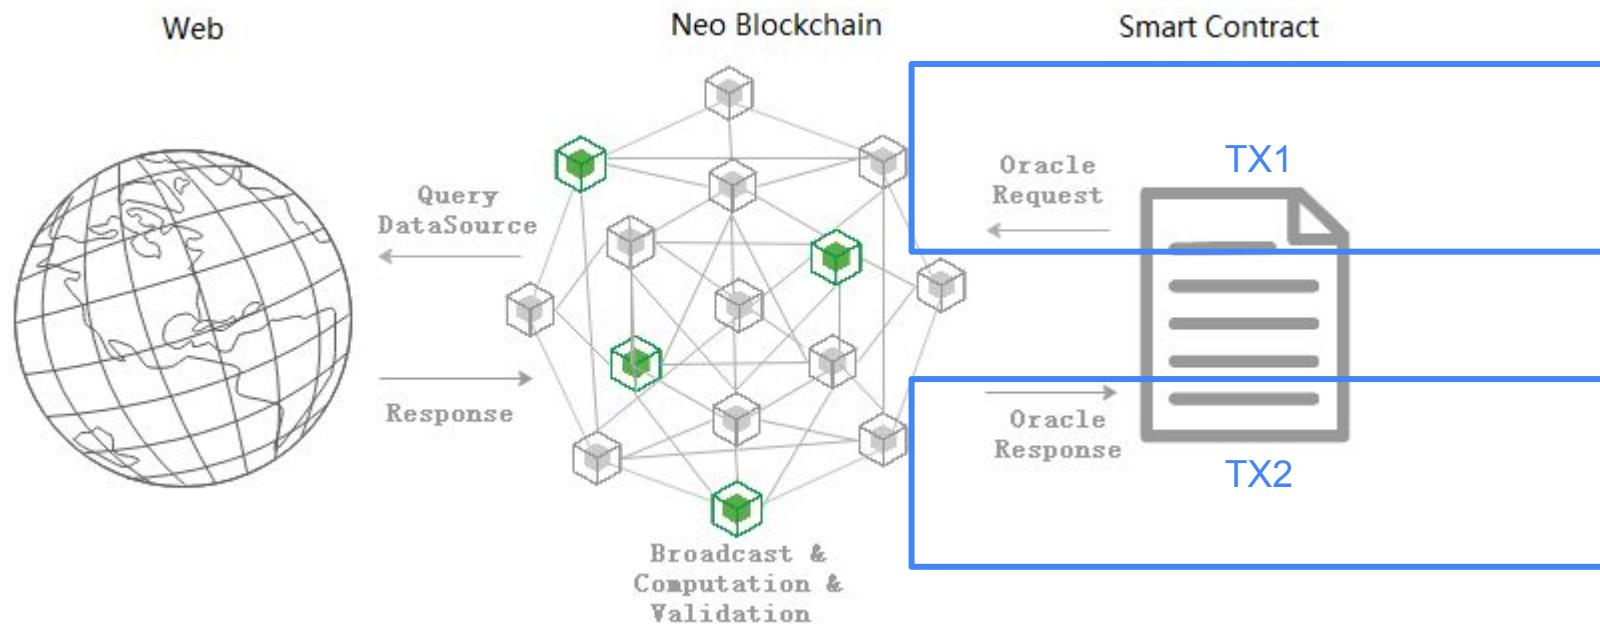 Web
Neo Blockchain
Smart Contract
Query
DataSource
Response
Broadcast &
Computation &
Validation
TX1
Oracle
Request
Oracle
Response
TX2